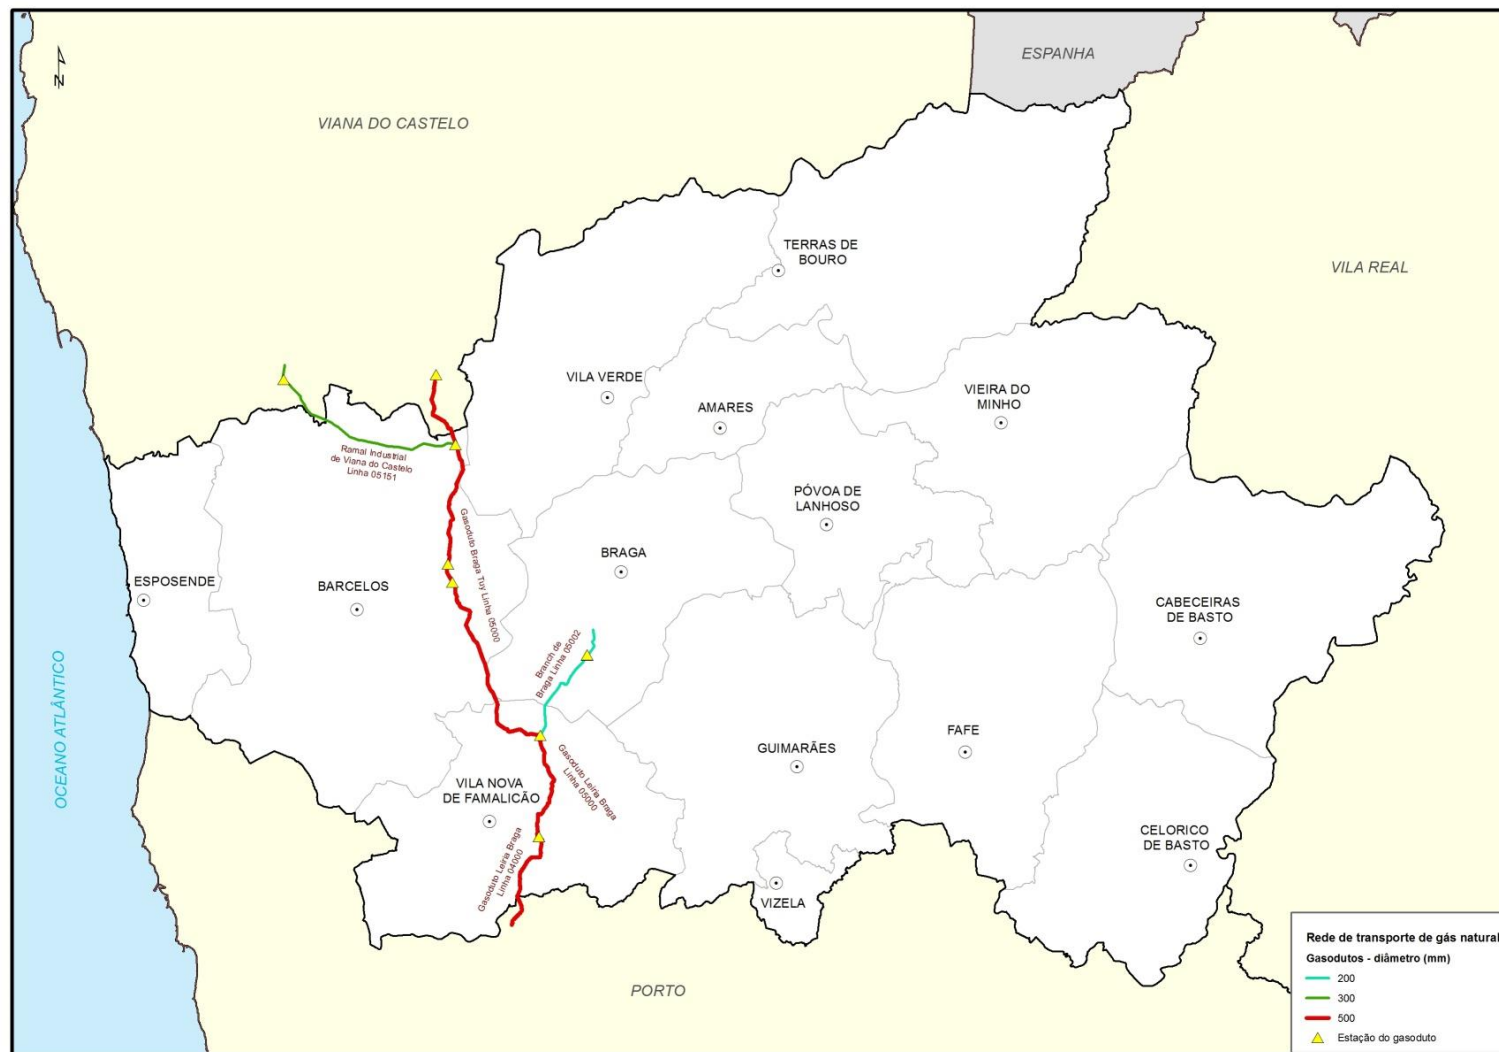 ESPANHA
VIANA DO CASTELO
N
TERRAS DE
BOURO
VILA REAL
VILA VERDE
VIEIRA DO
MINHO
AMARES
Ramal Industrial
de Viana do Castelo
Linha 05151
PÓVOA DE
LANHOSO
Gasoduto Braga Tuy Linha 05000
BRAGA
ESPOSENDE
BARCELOS
CABECEIRAS
DE BASTO
Branch de
Braga Linha 05002
OCEANO ATLÂNTICO
FAFE
GUIMARÃES
Gasoduto Leiria Braga
Linha 05000
VILA NOVA
DE FAMALICÃO
Gasoduto Leiria Braga
Linha 04000
CELORICO
DE BASTO
VIZELA
PORTO
Rede de transporte de gás natural
Gasodutos - diâmetro (mm)
200
300
500
Estação do gasoduto